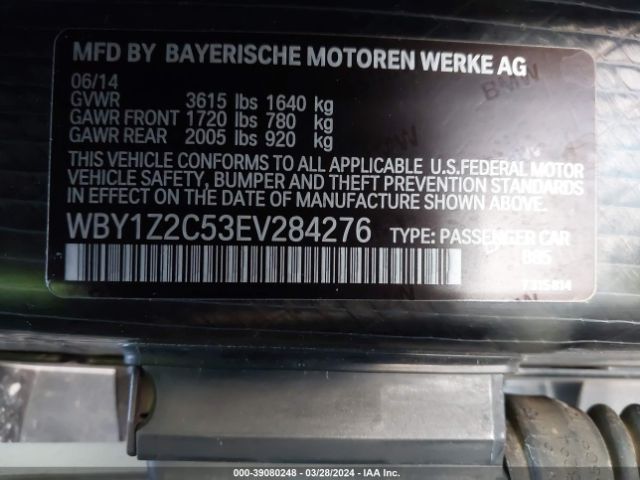 MFD BY BAYERISCHE MOTOREN WERKE AG
06/14
GVWR 3615 lbs 1640 kg
GAWR FRONT 1720 lbs 780 kg
GAWR REAR 2005 lbs 920 kg
THIS VEHICLE CONFORMS TO ALL APPLICABLE U.S.FEDERAL MOTOR
VEHICLE SAFETY, BUMPER AND THEFT PREVENTION STANDARDS
IN EFFECT ON THE DATE OF MANUFACTURE SHOWN ABOVE.
WBY1Z2C53EV284276 TYPE: PASSENGER CAR
B85
7315814
000-39080248 - 03/28/2024 - IAA Inc.